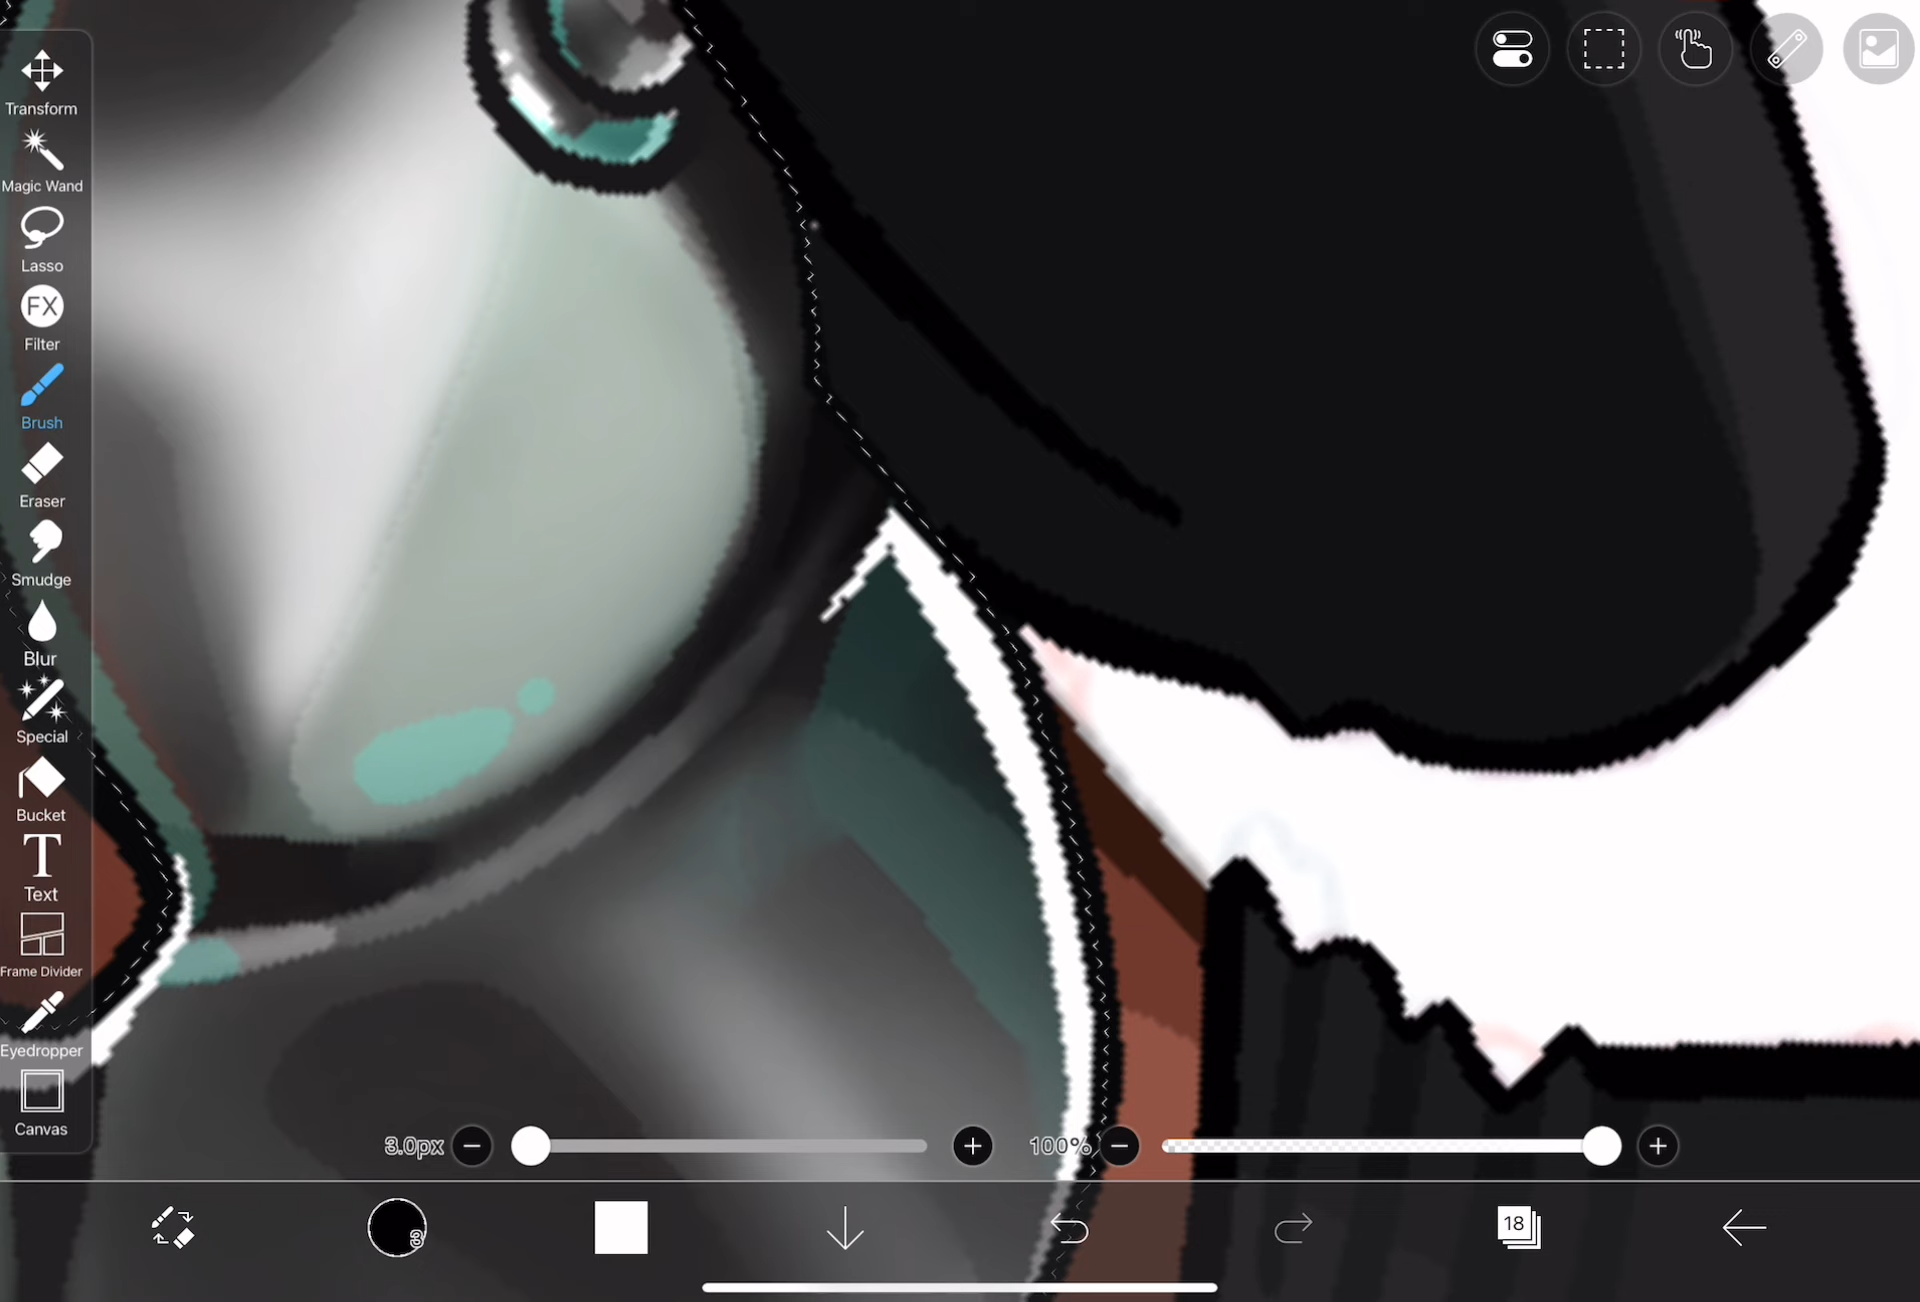 Transform
Magic Wand
Lasso
FX
Filter
Brush
Eraser
Smudge
Blur
Special
Bucket
T
Text
Frame Divider
Eyedropper
Canvas
3.0px
100%
3
18